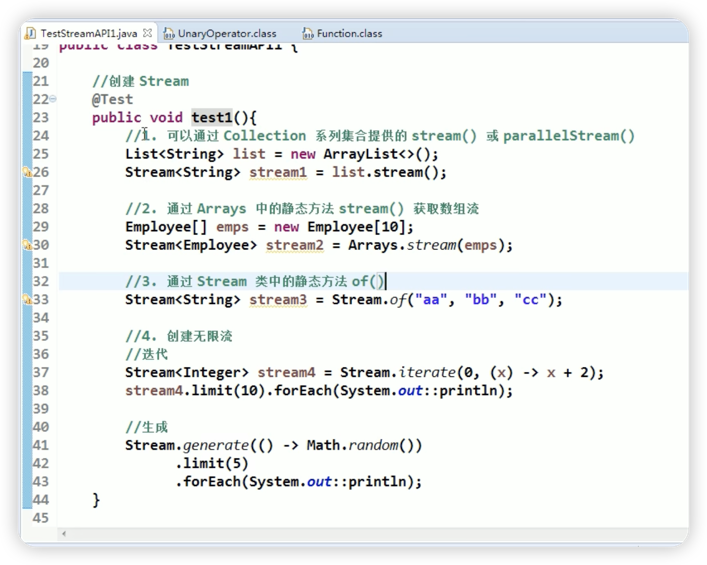 TestStreamAPI1.java UnaryOperator.class Function.class
19 public class TestStreamAPI1 {
20
21 //创建 Stream
22 @Test
23 public void test1(){
24 //1. 可以通过 Collection 系列集合提供的 stream() 或 parallelStream()
25 List<String> list = new ArrayList<>();
26 Stream<String> stream1 = list.stream();
27
28 //2. 通过 Arrays 中的静态方法 stream() 获取数组流
29 Employee[] emps = new Employee[10];
30 Stream<Employee> stream2 = Arrays.stream(emps);
31
32 //3. 通过 Stream 类中的静态方法 of()
33 Stream<String> stream3 = Stream.of("aa", "bb", "cc");
34
35 //4. 创建无限流
36 //迭代
37 Stream<Integer> stream4 = Stream.iterate(0, (x) -> x + 2);
38 stream4.limit(10).forEach(System.out::println);
39
40 //生成
41 Stream.generate(() -> Math.random())
42 .limit(5)
43 .forEach(System.out::println);
44 }
45